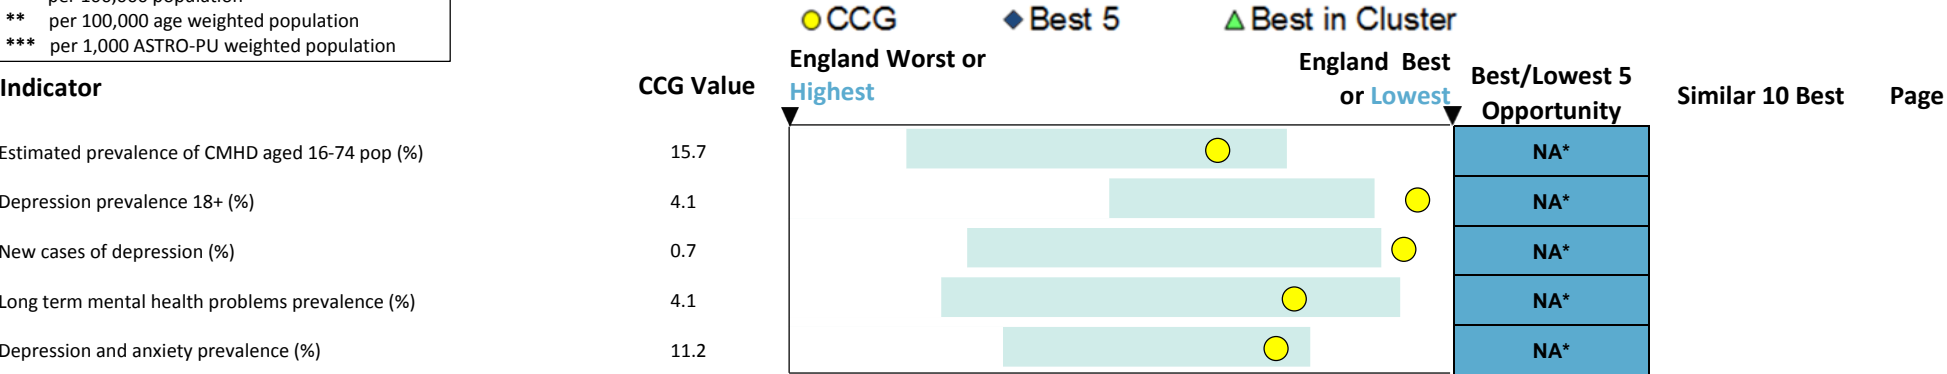 per 100,000 population
** per 100,000 age weighted population
*** per 1,000 ASTRO-PU weighted population
CCG Best 5 Best in Cluster
Indicator CCG Value England Worst or Highest England Best or Lowest Best/Lowest 5 Opportunity Similar 10 Best Page
Estimated prevalence of CMHD aged 16-74 pop (%) 15.7 NA*
Depression prevalence 18+ (%) 4.1 NA*
New cases of depression (%) 0.7 NA*
Long term mental health problems prevalence (%) 4.1 NA*
Depression and anxiety prevalence (%) 11.2 NA*